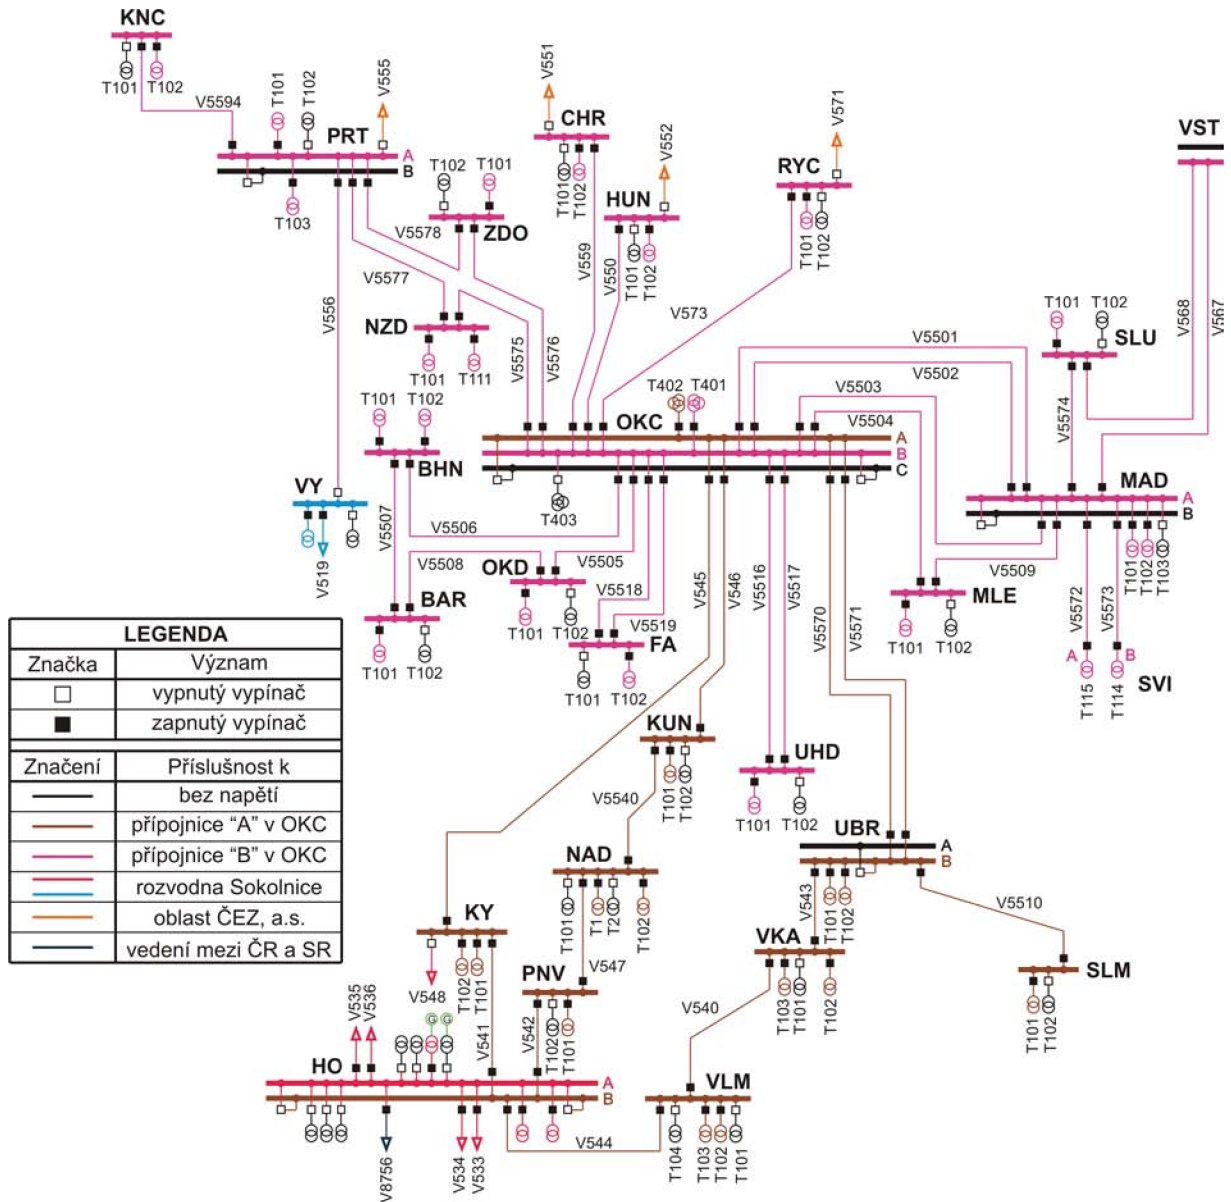 KNC
T101
T102
V5594
PRT
T101
T102
V555
A
B
T103
V551
CHR
T101
T102
V552
HUN
T101
T102
V571
RYC
T101
T102
VST
T102
T101
ZDO
V5578
V5577
V556
NZD
T101
T111
V5575
V5576
V559
V550
V573
T402
T401
OKC
A
B
C
T403
V5501
V5502
V5503
V5504
T101
T102
SLU
V5574
V568
V567
MAD
A
B
T101
T102
T103
T101
T102
BHN
VY
V519
V5507
V5506
V5508
BAR
T101
T102
OKD
V5505
T101
T102
V5518
V5519
FA
T101
T102
V545
V546
V5516
V5517
V5570
V5571
V5509
MLE
T101
T102
V5572
V5573
A
B
SVI
T115
T114
LEGENDA
Značka
Význam
vypnutý vypínač
zapnutý vypínač
Značení
Příslušnost k
bez napětí
přípojnice "A" v OKC
přípojnice "B" v OKC
rozvodna Sokolnice
oblast ČEZ, a.s.
vedení mezi ČR a SR
KUN
T101
T102
V5540
UHD
T101
T102
UBR
A
B
T101
T102
V543
V5510
NAD
T101
T1
T2
T102
V547
KY
V548
T102
T101
V541
PNV
V542
T102
T101
VKA
T103
T101
T102
V540
SLM
T101
T102
V535
V536
G
G
HO
A
B
V8756
V534
V533
V544
VLM
T104
T103
T102
T101